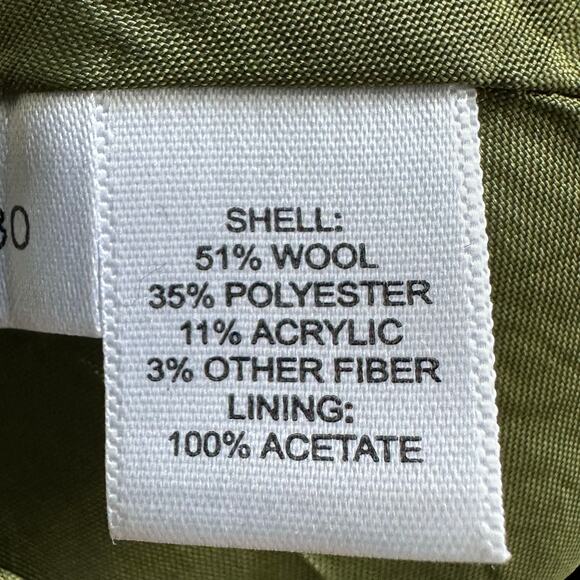 SHELL:
51% WOOL
35% POLYESTER
11% ACRYLIC
3% OTHER FIBER
LINING:
100% ACETATE